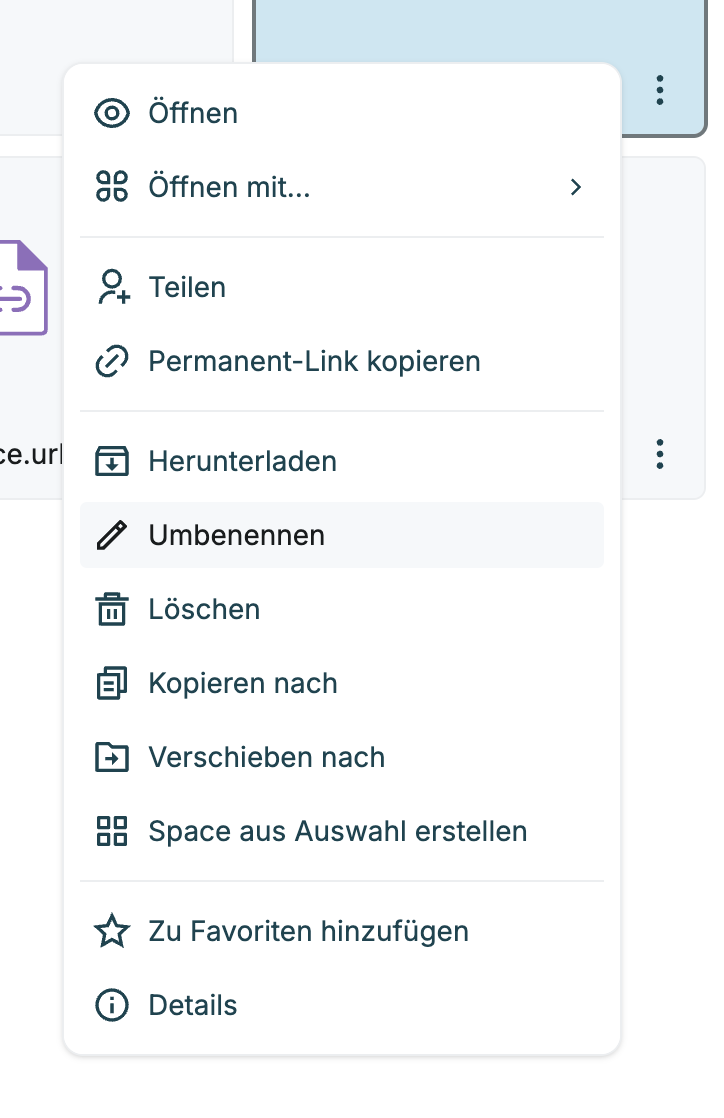 Öffnen
Öffnen mit...
Teilen
Permanent-Link kopieren
ce.url
Herunterladen
Umbenennen
Löschen
Kopieren nach
Verschieben nach
Space aus Auswahl erstellen
Zu Favoriten hinzufügen
Details